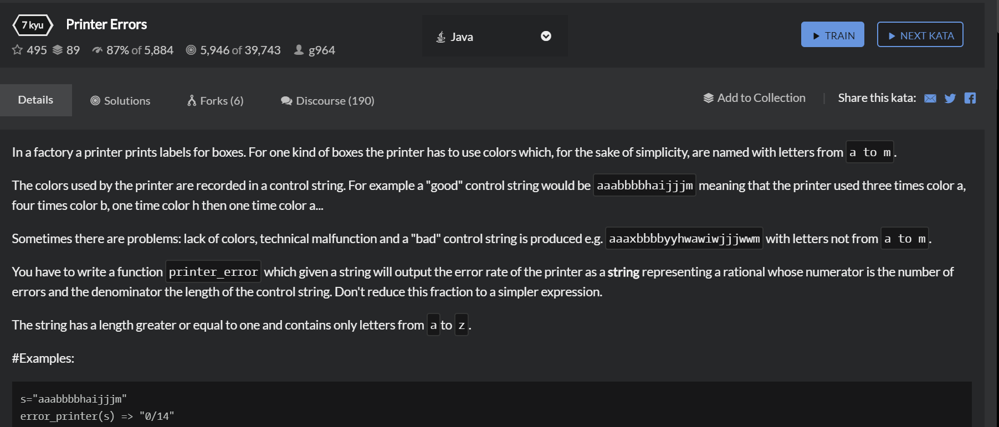 7 kyu Printer Errors
Java
TRAIN
NEXT KATA
495 89 87% of 5,884 5,946 of 39,743 g964
Details Solutions Forks (6) Discourse (190)
Add to Collection | Share this kata:
In a factory a printer prints labels for boxes. For one kind of boxes the printer has to use colors which, for the sake of simplicity, are named with letters from a to m.
The colors used by the printer are recorded in a control string. For example a "good" control string would be aaabbbbhaijjjm meaning that the printer used three times color a,
four times color b, one time color h then one time color a...
Sometimes there are problems: lack of colors, technical malfunction and a "bad" control string is produced e.g. aaaxbbbbyyhwawiwjjjwwm with letters not from a to m.
You have to write a function printer_error which given a string will output the error rate of the printer as a string representing a rational whose numerator is the number of
errors and the denominator the length of the control string. Don't reduce this fraction to a simpler expression.
The string has a length greater or equal to one and contains only letters from a to z.
#Examples:
s="aaabbbbhaijjjm"
error_printer(s) => "0/14"